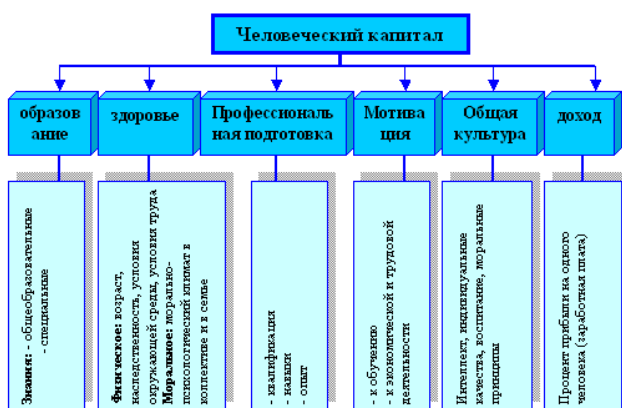 Человеческий капитал
образов
ание
здоровье
Профессиональ
ная подготовка
Мотива
ция
Общая
культура
доход
Знания: - общеобразовательные
- специальные
Физическое: возраст,
наследственность, условия
окружающей среды, условия труда
Моральное: морально-
психологический климат в
коллективе и в семье
- квалификация
- навыки
- опыт
- к обучению
- к экономической и трудовой
деятельности
Интеллект, индивидуальные
качества, воспитание, моральные
принципы
Процент прибыли на одного
человека (заработная плата)